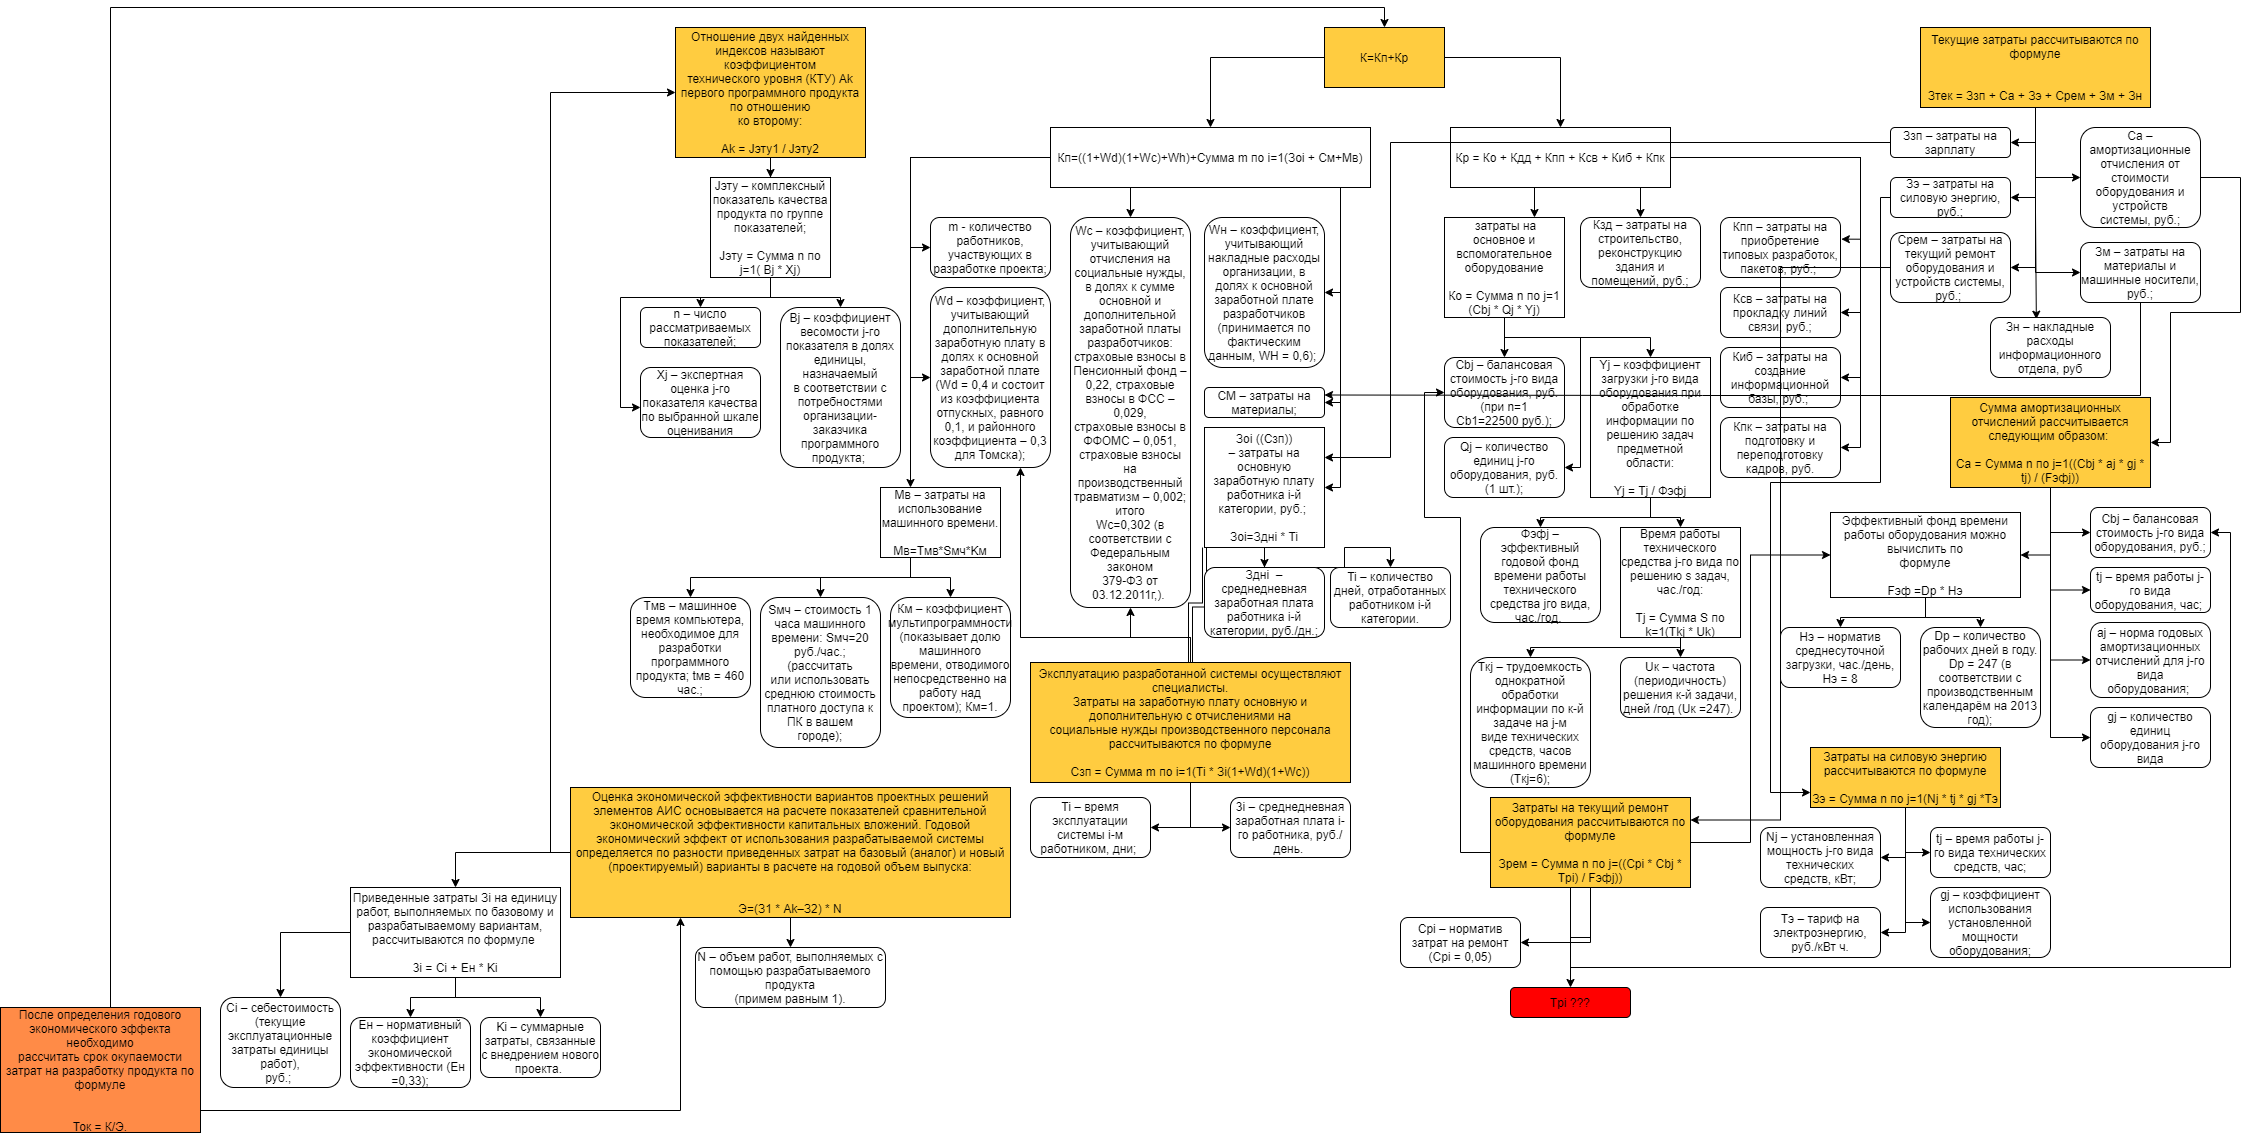 Отношение двух найденных
индексов называют
коэффициентом
технического уровня (КТУ) Ak
первого программного продукта
по отношению
ко второму:
Ak = Jэту1 / Jэту2
Jэту – комплексный
показатель качества
продукта по группе
показателей;
Jэту = Сумма n по
j=1( Bj * Xj)
n – число
рассматриваемых
показателей;
Xj – экспертная
оценка j-го
показателя качества
по выбранной шкале
оценивания
Bj – коэффициент
весомости j-го
показателя в долях
единицы,
назначаемый
в соответствии с
потребностями
организации-
заказчика
программного
продукта;
К=Кп+Кр
Кп=((1+Wd)(1+Wc)+Wh)+Сумма m по i=1(Зоi + См+Мв)
m - количество
работников,
участвующих в
разработке проекта;
Wd – коэффициент,
учитывающий
дополнительную
заработную плату в
долях к основной
заработной плате
(Wd = 0,4 и состоит
из коэффициента
отпускных, равного
0,1, и районного
коэффициента – 0,3
для Томска);
Wc – коэффициент,
учитывающий
отчисления на
социальные нужды,
в долях к сумме
основной и
дополнительной
заработной платы
разработчиков:
страховые взносы в
Пенсионный фонд –
0,22, страховые
взносы в ФСС –
0,029,
страховые взносы в
ФФОМС – 0,051,
страховые взносы
на
производственный
травматизм – 0,002;
итого
Wc=0,302 (в
соответствии с
Федеральным
законом
379-ФЗ от
03.12.2011г,).
Wн – коэффициент,
учитывающий
накладные расходы
организации, в
долях к основной
заработной плате
разработчиков
(принимается по
фактическим
данным, WН = 0,6);
СМ – затраты на
материалы;
Зоi ((Сзп))
– затраты на
основную
заработную плату
работника i-й
категории, руб.;
Зоi=Здні * Ti
Здні –
среднедневная
заработная плата
работника i-й
категории, руб./дн.;
Ti – количество
дней, отработанных
работником i-й
категории.
Мв – затраты на
использование
машинного времени.
Мв=Тмв*Sмч*Kм
Тмв – машинное
время компьютера,
необходимое для
разработки
программного
продукта; tмв = 460
час.;
Sмч – стоимость 1
часа машинного
времени: Sмч=20
руб./час.;
(рассчитать
или использовать
среднюю стоимость
платного доступа к
ПК в вашем
городе);
Км – коэффициент
мультипрограммности
(показывает долю
машинного
времени, отводимого
непосредственно на
работу над
проектом); Км=1.
Кр = Ко + Кдд + Кпп + Ксв + Киб + Кпк
затраты на
основное и
вспомогательное
оборудование
Ко = Сумма n по j=1
(Cbj * Qj * Yj)
Кзд – затраты на
строительство,
реконструкцию
здания и
помещений, руб.;
Кпп – затраты на
приобретение
типовых разработок,
пакетов, руб.;
Ксв – затраты на
прокладку линий
связи, руб.;
Киб – затраты на
создание
информационной
базы, руб.;
Кпк – затраты на
подготовку и
переподготовку
кадров, руб.
Cbj – балансовая
стоимость j-го вида
оборудования, руб.
(при n=1
Cb1=22500 руб.);
Qj – количество
единиц j-го
оборудования, руб.
(1 шт.);
Yj – коэффициент
загрузки j-го вида
оборудования при
обработке
информации по
решению задач
предметной
области:
Yj = Tj / Фэфj
Фэфj –
эффективный
годовой фонд
времени работы
технического
средства jго вида,
час./год.
Время работы
технического
средства j-го вида по
решению s задач,
час./год:
Tj = Сумма S по
k=1(Tkj * Uk)
Ткj – трудоемкость
однократной
обработки
информации по к-й
задаче на j-м
виде технических
средств, часов
машинного времени
(Ткj=6);
Uк – частота
(периодичность)
решения к-й задачи,
дней /год (Uк =247).
Текущие затраты рассчитываются по
формуле
Зтек = Ззп + Са + Зэ + Срем + Зм + Зн
Ззп – затраты на
зарплату
Са –
амортизационные
отчисления от
стоимости
оборудования и
устройств
системы, руб.;
Зэ – затраты на
силовую энергию,
руб.;
Срем – затраты на
текущий ремонт
оборудования и
устройств системы,
руб.;
Зм – затраты на
материалы и
машинные носители,
руб.;
Зн – накладные
расходы
информационного
отдела, руб
Сумма амортизационных
отчислений рассчитывается
следующим образом:
Са = Сумма n по j=1((Cbj * aj * gj *
tj) / (Fэфj))
Cbj – балансовая
стоимость j-го вида
оборудования, руб.;
tj – время работы j-
го вида
оборудования, час;
aj – норма годовых
амортизационных
отчислений для j-го
вида
оборудования;
gj – количество
единиц
оборудования j-го
вида
Эффективный фонд времени
работы оборудования можно
вычислить по
формуле
Fэф =Dp * Hэ
Нэ – норматив
среднесуточной
загрузки, час./день,
Нэ = 8
Dp – количество
рабочих дней в году.
Dp = 247 (в
соответствии с
производственным
календарём на 2013
год);
Затраты на силовую энергию
рассчитываются по формуле
Зэ = Сумма n по j=1(Nj * tj * gj *Тэ
Nj – установленная
мощность j-го вида
технических
средств, кВт;
tj – время работы j-
го вида технических
средств, час;
Тэ – тариф на
электроэнергию,
руб./кВт ч.
gj – коэффициент
использования
установленной
мощности
оборудования;
Эксплуатацию разработанной системы осуществляют
специалисты.
Затраты на заработную плату основную и
дополнительную с отчислениями на
социальные нужды производственного персонала
рассчитываются по формуле
Сзп = Сумма m по i=1(Ti * Зi(1+Wd)(1+Wc))
Ti – время
эксплуатации
системы i-м
работником, дни;
Зi – среднедневная
заработная плата i-
го работника, руб./
день.
Затраты на текущий ремонт
оборудования рассчитываются по
формуле
Зрем = Сумма n по j=((Cpi * Cbj *
Tpi) / Fэфj))
Cpi – норматив
затрат на ремонт
(Cpi = 0,05)
Tpi ???
Оценка экономической эффективности вариантов проектных решений
элементов АИС основывается на расчете показателей сравнительной
экономической эффективности капитальных вложений. Годовой
экономический эффект от использования разрабатываемой системы
определяется по разности приведенных затрат на базовый (аналог) и новый
(проектируемый) варианты в расчете на годовой объем выпуска:
Э=(З1 * Ak–З2) * N
N – объем работ, выполняемых с
помощью разрабатываемого
продукта
(примем равным 1).
Приведенные затраты Зi на единицу
работ, выполняемых по базовому и
разрабатываемому вариантам,
рассчитываются по формуле
Зi = Ci + Ен * Ki
Ci – себестоимость
(текущие
эксплуатационные
затраты единицы
работ),
руб.;
Ен – нормативный
коэффициент
экономической
эффективности (Ен
=0,33);
Ki – суммарные
затраты, связанные
с внедрением нового
проекта.
После определения годового
экономического эффекта
необходимо
рассчитать срок окупаемости
затрат на разработку продукта по
формуле
Ток = К/Э.